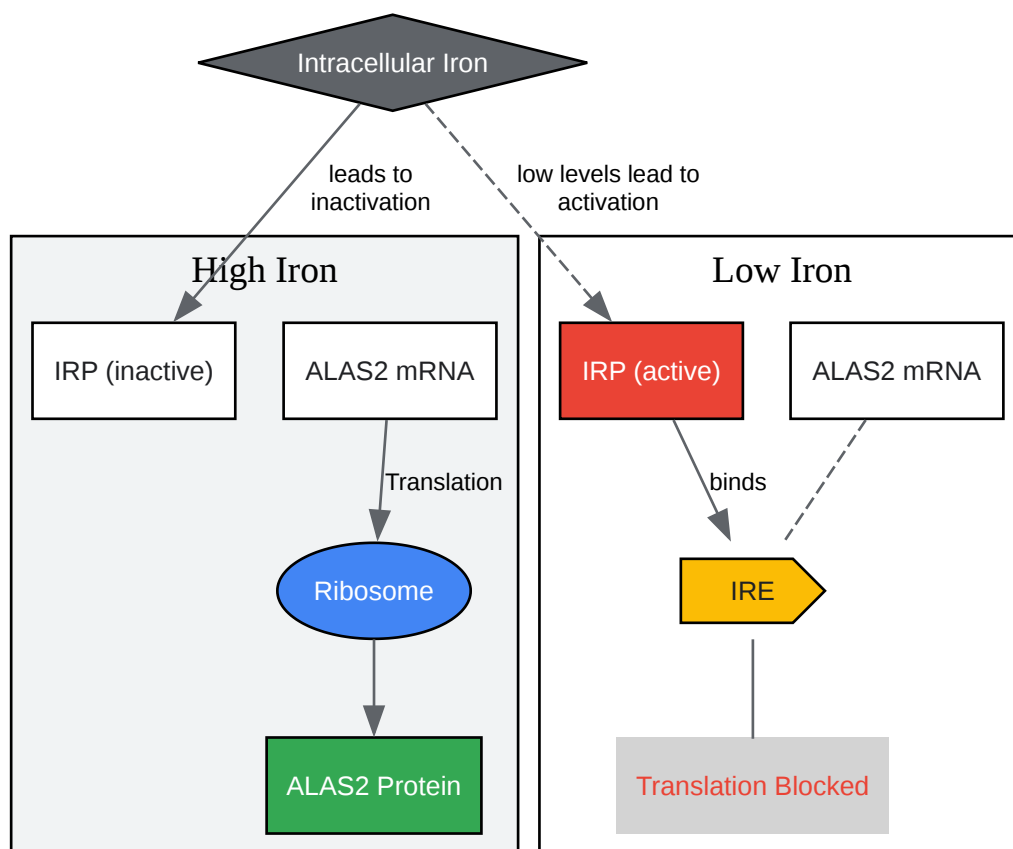 Intracellular Iron
leads to
inactivation
low levels lead to
activation
High Iron
Low Iron
IRP (inactive)
ALAS2 mRNA
IRP (active)
ALAS2 mRNA
Translation
binds
Ribosome
IRE
ALAS2 Protein
Translation Blocked